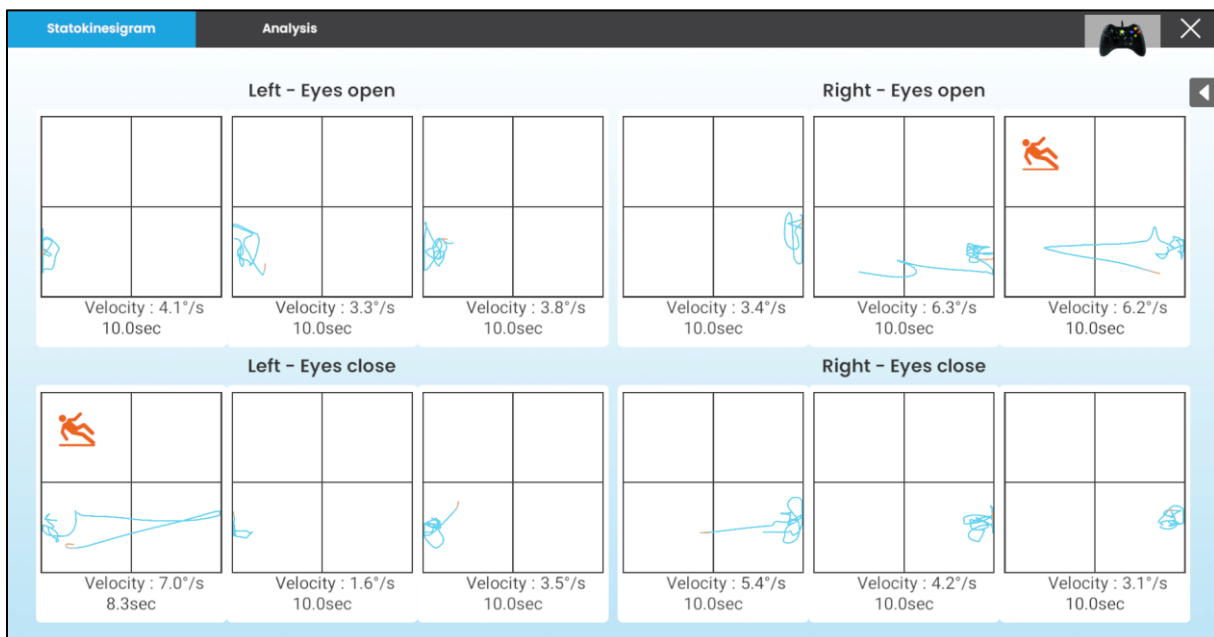 Statokinesigram
Analysis
Left - Eyes open
Right - Eyes open
Velocity : 4.1°/s
10.0sec
Velocity : 3.3°/s
10.0sec
Velocity : 3.8°/s
10.0sec
Velocity : 3.4°/s
10.0sec
Velocity : 6.3°/s
10.0sec
Velocity : 6.2°/s
10.0sec
Left - Eyes close
Right - Eyes close
Velocity : 7.0°/s
8.3sec
Velocity : 1.6°/s
10.0sec
Velocity : 3.5°/s
10.0sec
Velocity : 5.4°/s
10.0sec
Velocity : 4.2°/s
10.0sec
Velocity : 3.1°/s
10.0sec